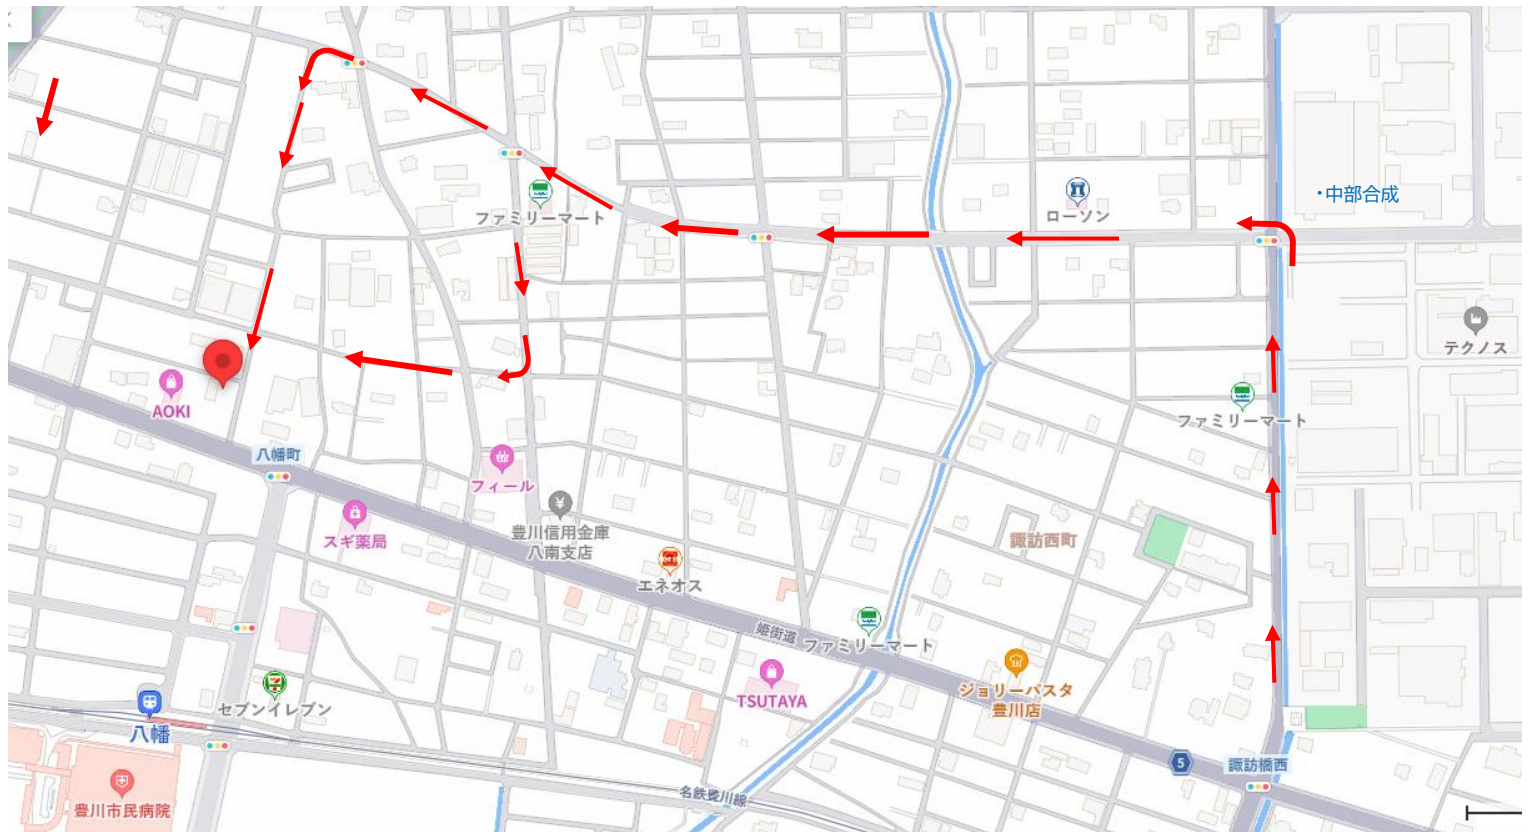 ・中部合成
ローソン
ファミリーマート
テクノス
AOKI
ファミリーマート
八幡町
フィール
スギ薬局
豊川信用金庫
八南支店
諏訪西町
エネオス
姫街道
ファミリーマート
TSUTAYA
ジョリーパスタ
豊川店
セブンイレブン
八幡
5
諏訪橋西
名鉄豊川線
豊川市民病院